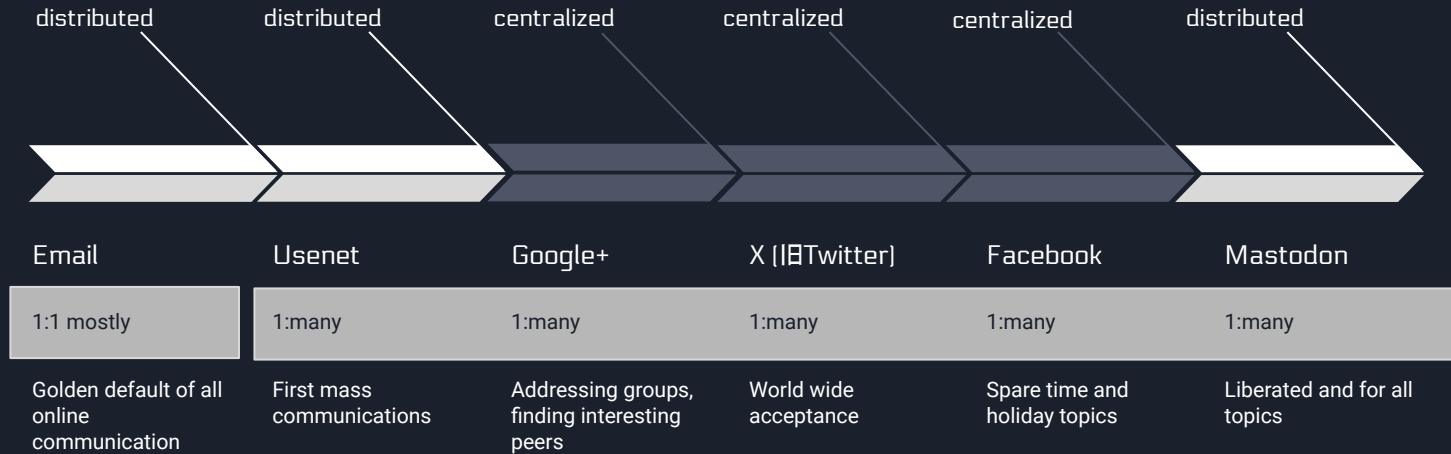 distributed
distributed
centralized
centralized
centralized
distributed
Email
Usenet
Google+
X (旧Twitter)
Facebook
Mastodon
1:1 mostly
1:many
1:many
1:many
1:many
1:many
Golden default of all
online
communication
First mass
communications
Addressing groups,
finding interesting
peers
World wide
acceptance
Spare time and
holiday topics
Liberated and for all
topics